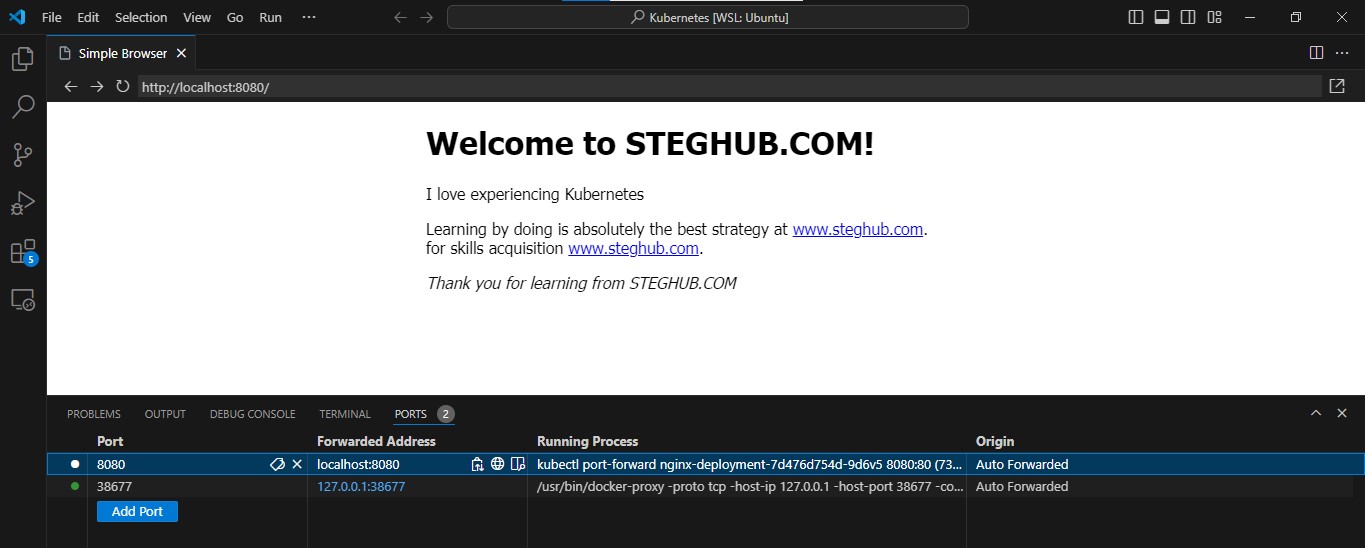 File Edit Selection View Go Run ···
Kubernetes [WSL: Ubuntu]
Simple Browser
http://localhost:8080/
Welcome to STEGHUB.COM!
I love experiencing Kubernetes
Learning by doing is absolutely the best strategy at www.steghub.com.
for skills acquisition www.steghub.com.
Thank you for learning from STEGHUB.COM
5
PROBLEMS OUTPUT DEBUG CONSOLE TERMINAL PORTS 2
Port Forwarded Address Running Process Origin
8080 localhost:8080 kubectl port-forward nginx-deployment-7d476d754d-9d6v5 8080:80 (73... Auto Forwarded
38677 127.0.0.1:38677 /usr/bin/docker-proxy -proto tcp -host-ip 127.0.0.1 -host-port 38677 -co... Auto Forwarded
Add Port